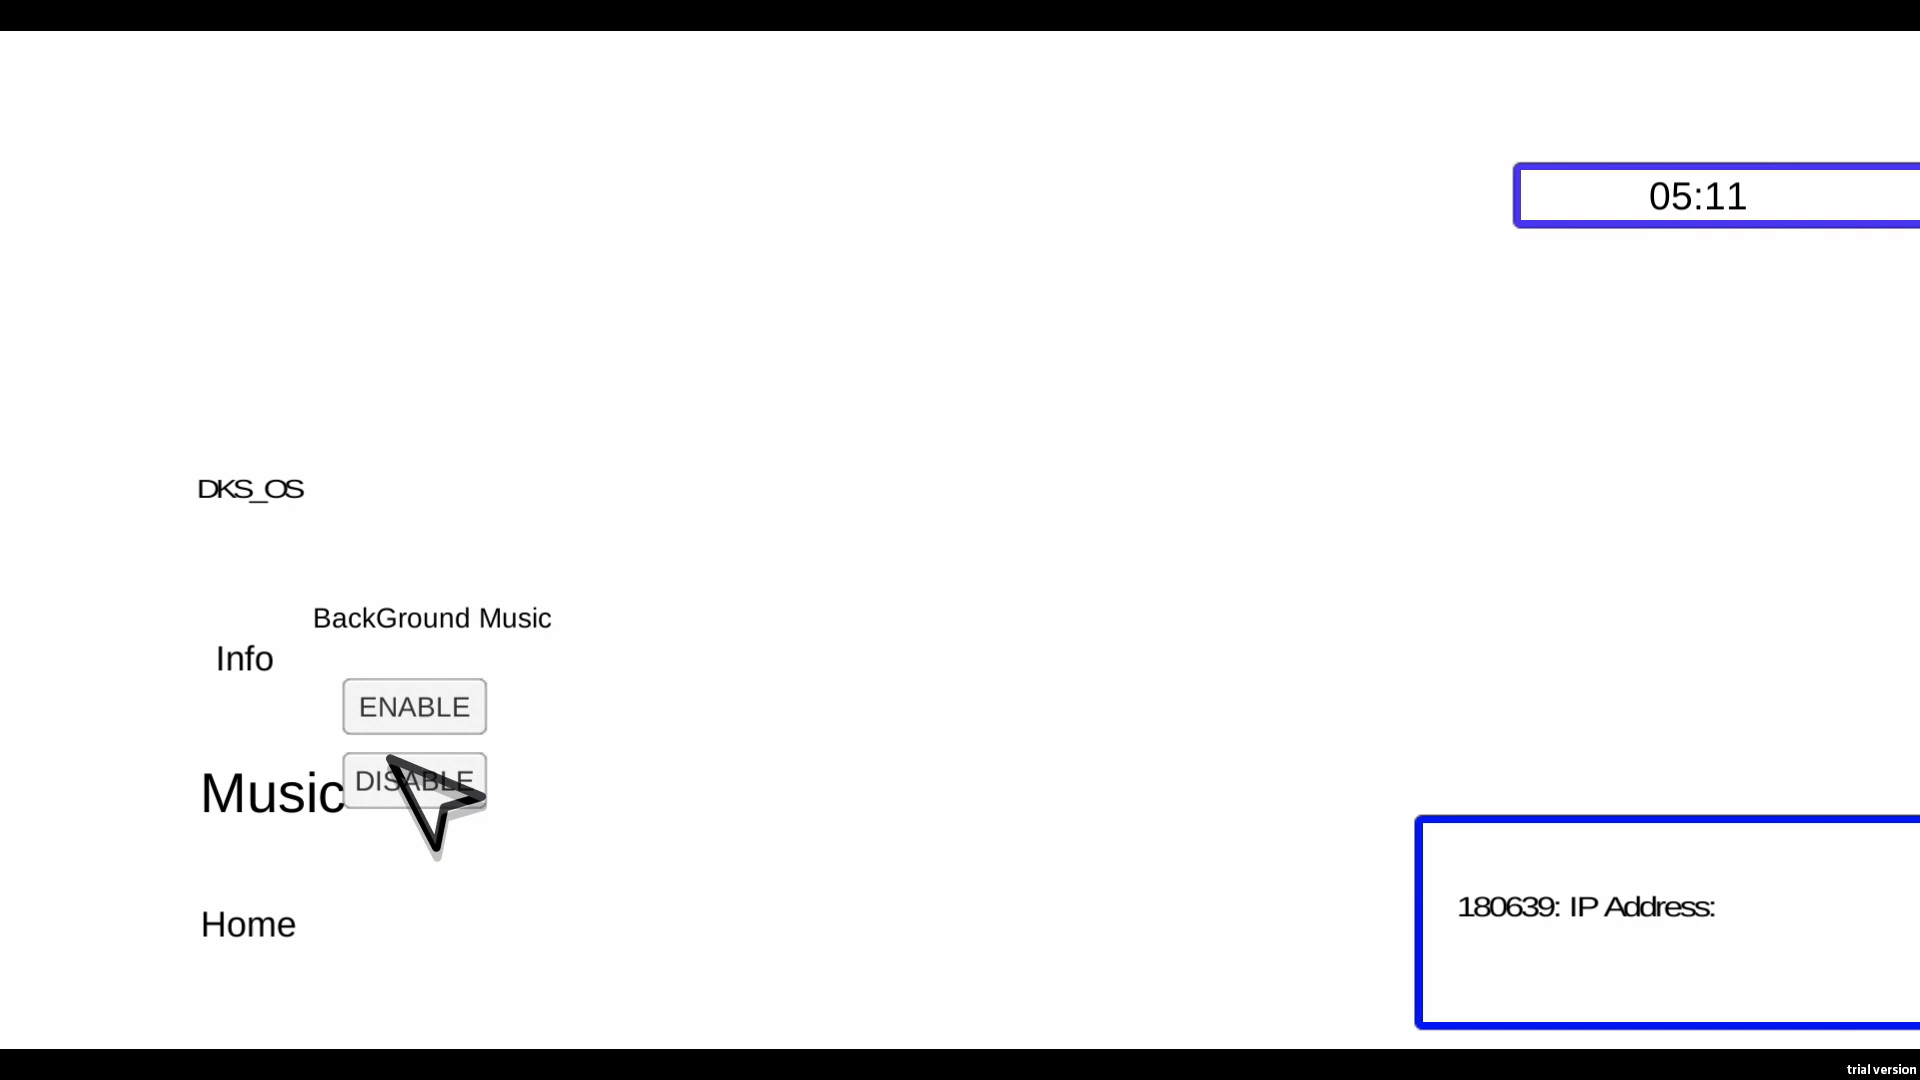 05:11
DKS_OS
BackGround Music
Info
ENABLE
DISABLE
Music
Home
180639: IP Address:
trial version